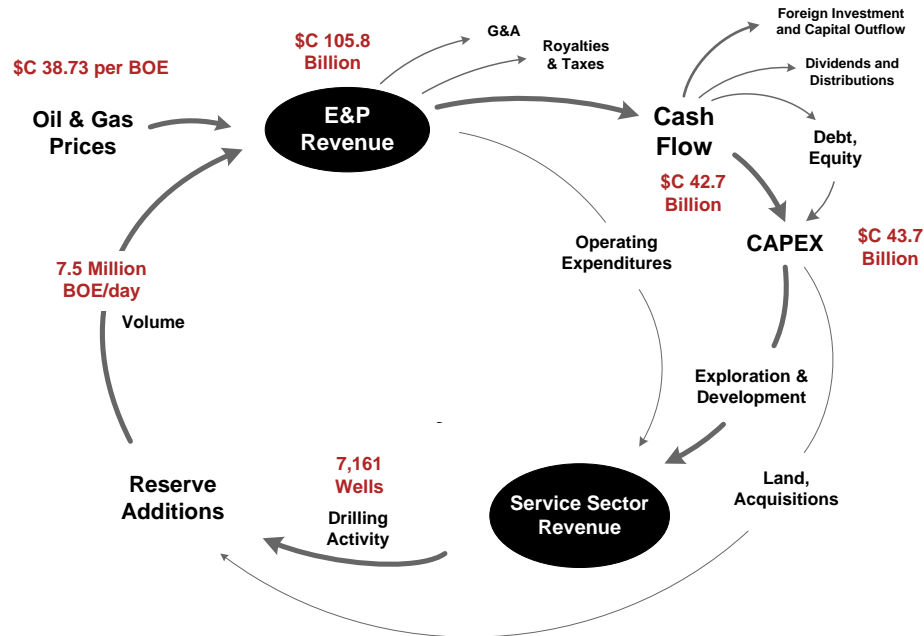 Foreign Investment
and Capital Outflow
G&A
$C 105.8
Billion
Royalties
& Taxes
$C 38.73 per BOE
Dividends and
Distributions
Oil & Gas
Prices
E&P
Revenue
Cash
Flow
Debt,
Equity
$C 42.7
Billion
CAPEX
$C 43.7
Billion
Operating
Expenditures
7.5 Million
BOE/day
Volume
Exploration &
Development
7,161
Wells
Reserve
Additions
Drilling
Activity
Service Sector
Revenue
Land,
Acquisitions